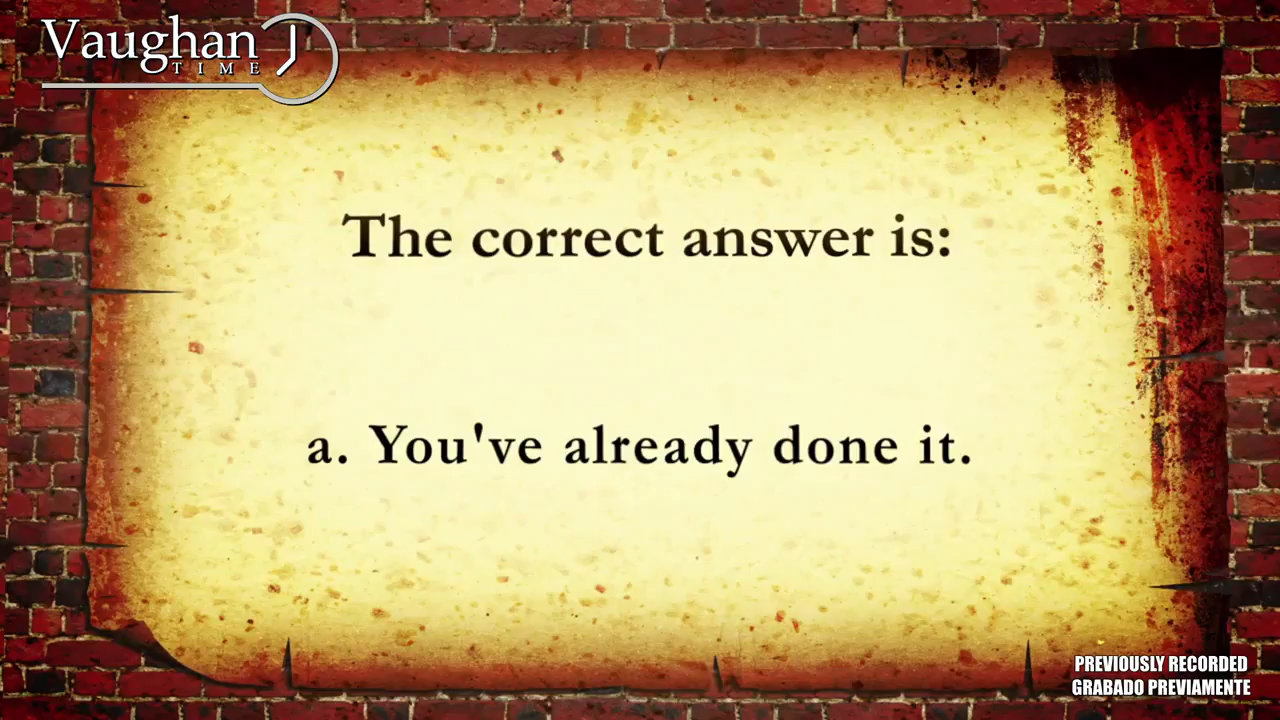 Vaughan
TIME
The correct answer is:
a. You've already done it.
PREVIOUSLY RECORDED
GRABADO PREVIAMENTE